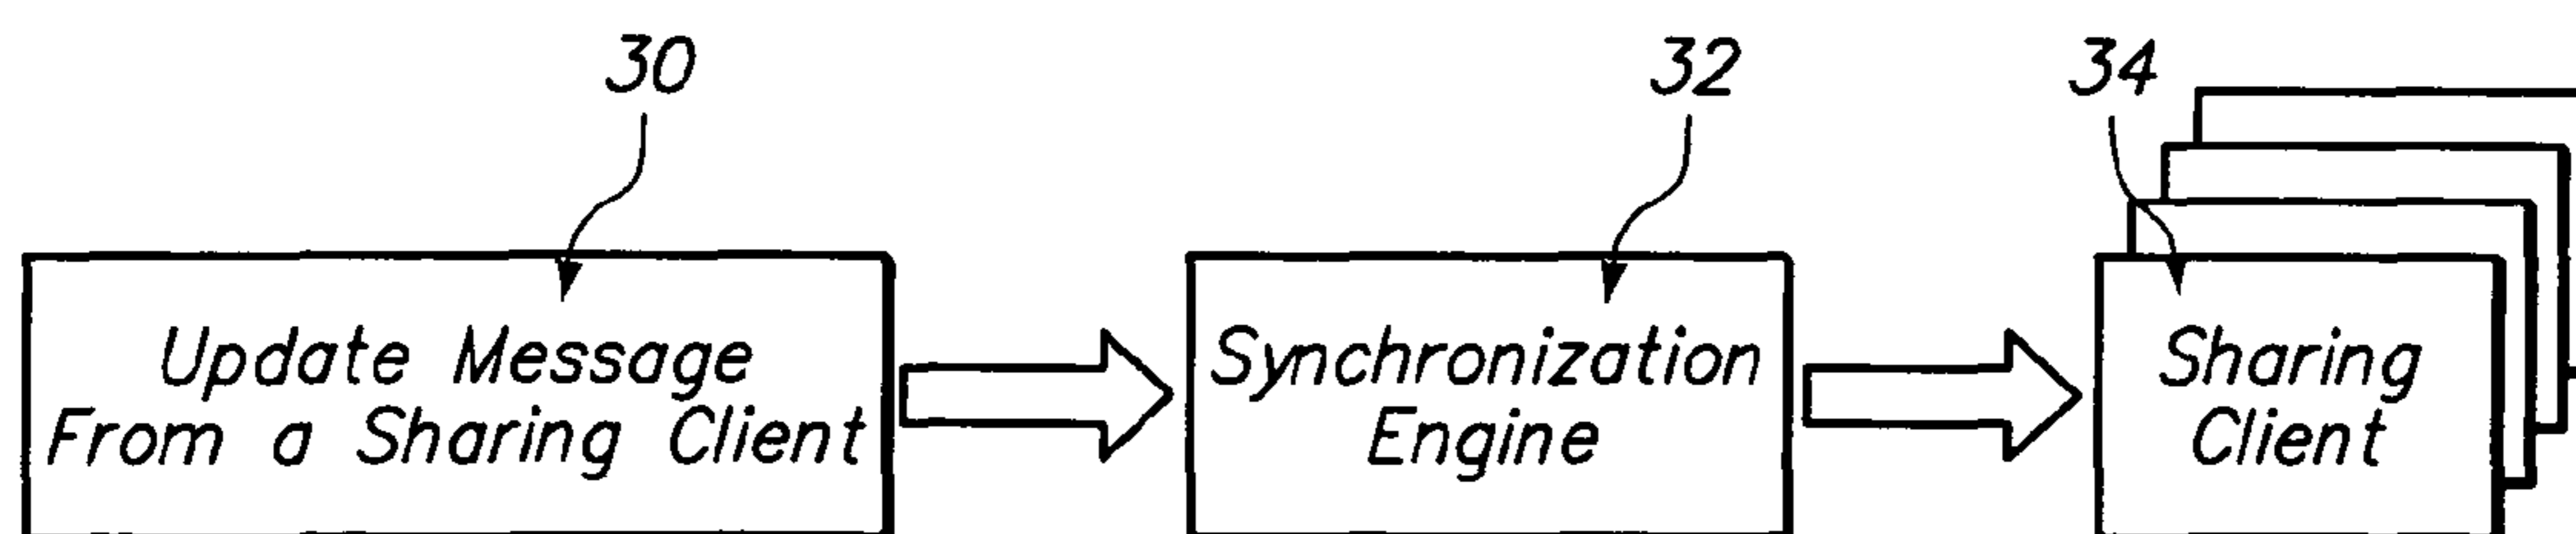 30
32
34
Update Message
From a Sharing Client
Synchronization
Engine
Sharing
Client